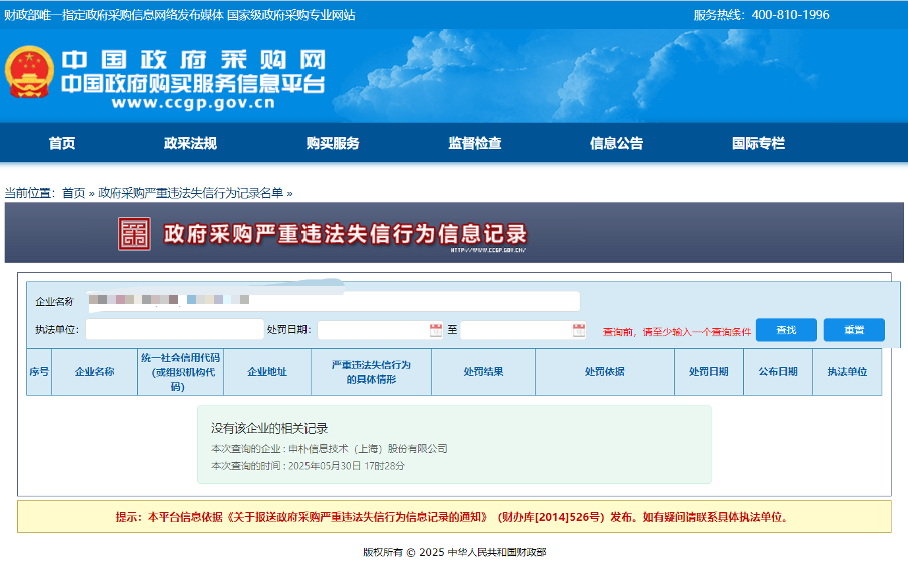 财政部唯一指定政府采购信息网络发布媒体 国家级政府采购专业网站
服务热线：400-810-1996
中国政府采购网
中国政府购买服务信息平台
www.ccgp.gov.cn
首页 政采法规 购买服务 监督检查 信息公告 国际专栏
当前位置：首页 » 政府采购严重违法失信行为记录名单 »
政府采购严重违法失信行为信息记录
HTTP://WWW.CCGP.GOV.CN/
企业名称
执法单位： 处罚日期： 至 查询前，请至少输入一个查询条件 查找 重置
序号 企业名称 统一社会信用代码（或组织机构代码） 企业地址 严重违法失信行为的具体情形 处罚结果 处罚依据 处罚日期 公布日期 执法单位
没有该企业的相关记录
本次查询的企业：申朴信息技术（上海）股份有限公司
本次查询的时间：2025年05月30日 17时28分
提示：本平台信息依据《关于报送政府采购严重违法失信行为信息记录的通知》（财办库[2014]526号）发布。如有疑问请联系具体执法单位。
版权所有 © 2025 中华人民共和国财政部